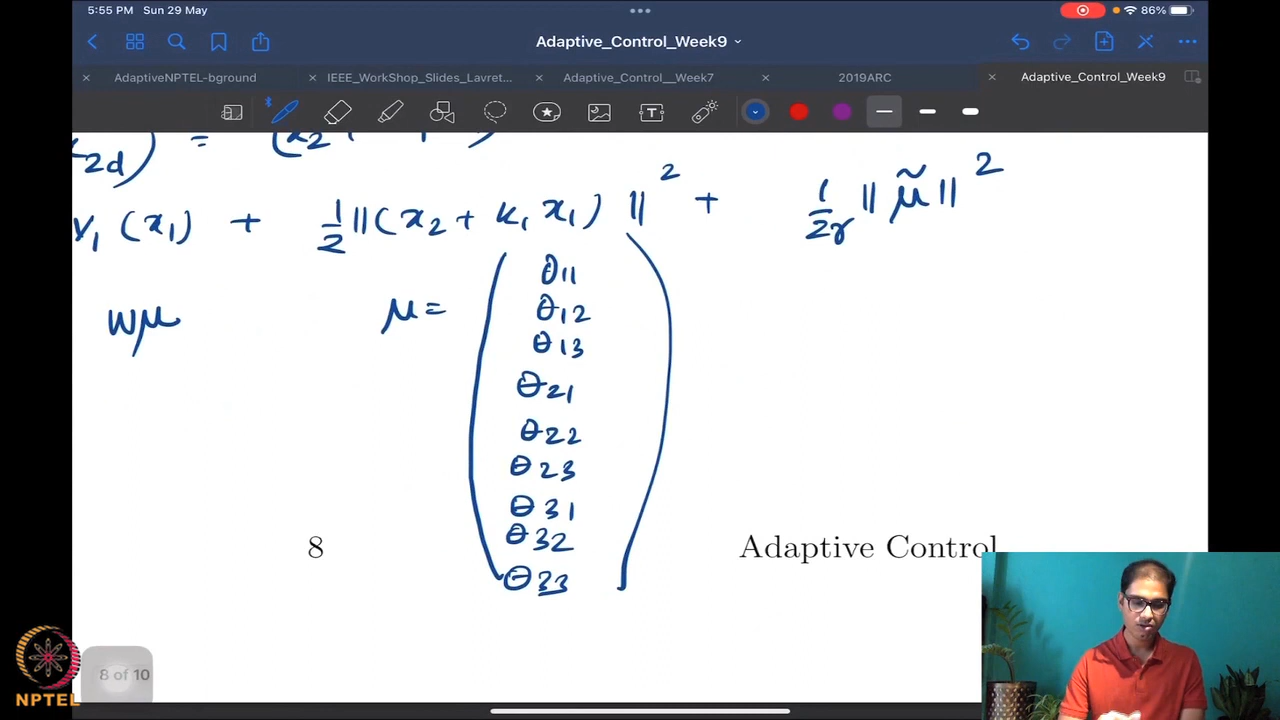 5:55 PM Sun 29 May
86%
Adaptive_Control_Week9
AdaptiveNPTEL-bground
IEEE_WorkShop_Slides_Lavret...
Adaptive_Control__Week7
2019ARC
Adaptive_Control_Week9
2d) =
V₁(x₁) + 1/2 ||(x₂ + k₁x₁)||² + 1/2γ ||μ̃||²
wμ
μ =
θ11
θ12
θ13
θ21
θ22
θ23
θ31
θ32
θ33
8
Adaptive Control
8 of 10
NPTEL